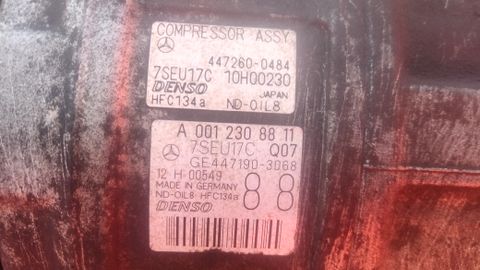 COMPRESSOR ASSY
447260-0484
7SEU17C 10H00230
DENSO JAPAN
HFC134a ND-OIL8
A 001 230 88 11
7SEU17C Q07
GE447190-3068
12 H 00549
MADE IN GERMANY
ND-OIL8 HFC134a
88
DENSO